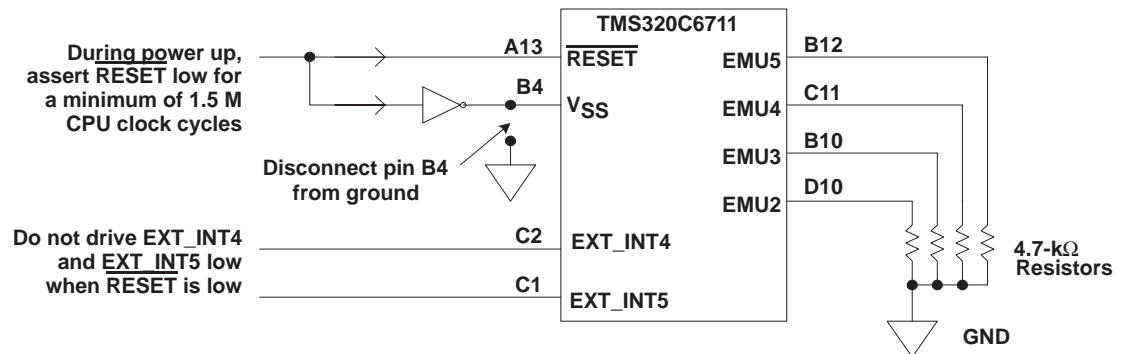 TMS320C6711
During power up,
assert RESET low for
a minimum of 1.5 M
CPU clock cycles
A13
RESET
B4
VSS
Disconnect pin B4
from ground
Do not drive EXT_INT4
and EXT_INT5 low
when RESET is low
C2
EXT_INT4
C1
EXT_INT5
B12
EMU5
C11
EMU4
B10
EMU3
D10
EMU2
4.7-kΩ
Resistors
GND